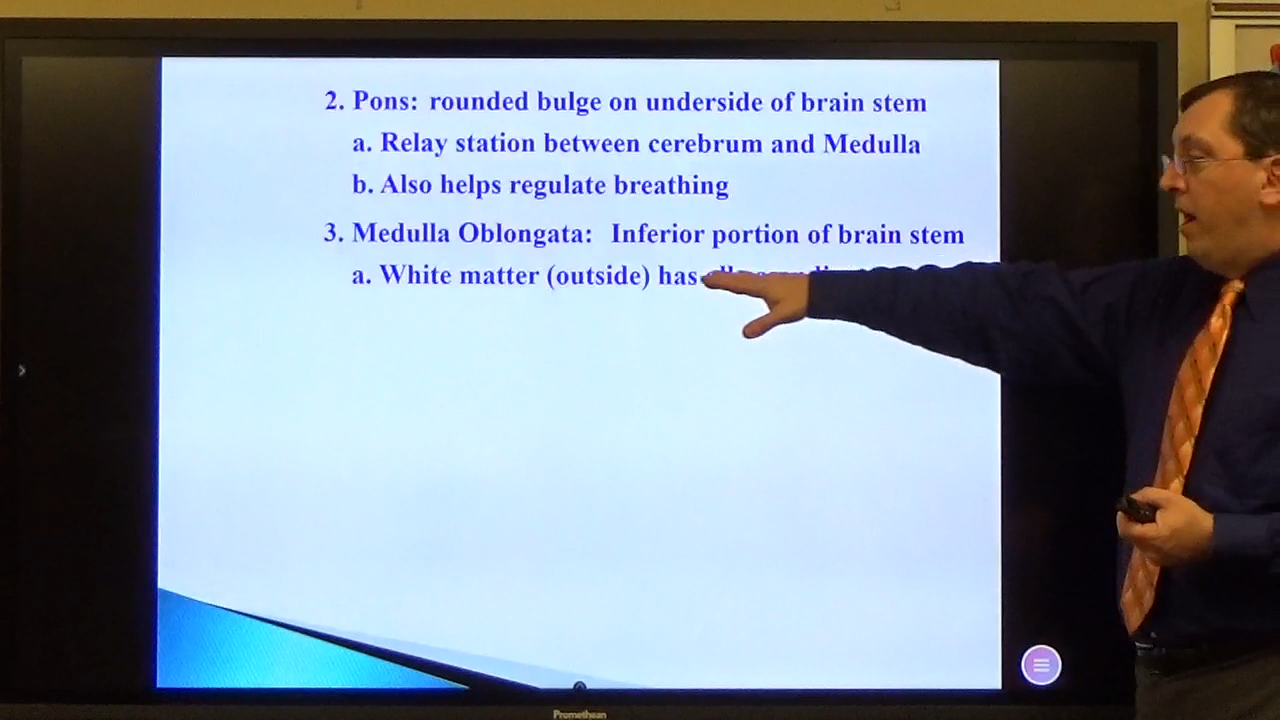 2. Pons: rounded bulge on underside of brain stem
a. Relay station between cerebrum and Medulla
b. Also helps regulate breathing
3. Medulla Oblongata: Inferior portion of brain stem
a. White matter (outside) has
Promethean